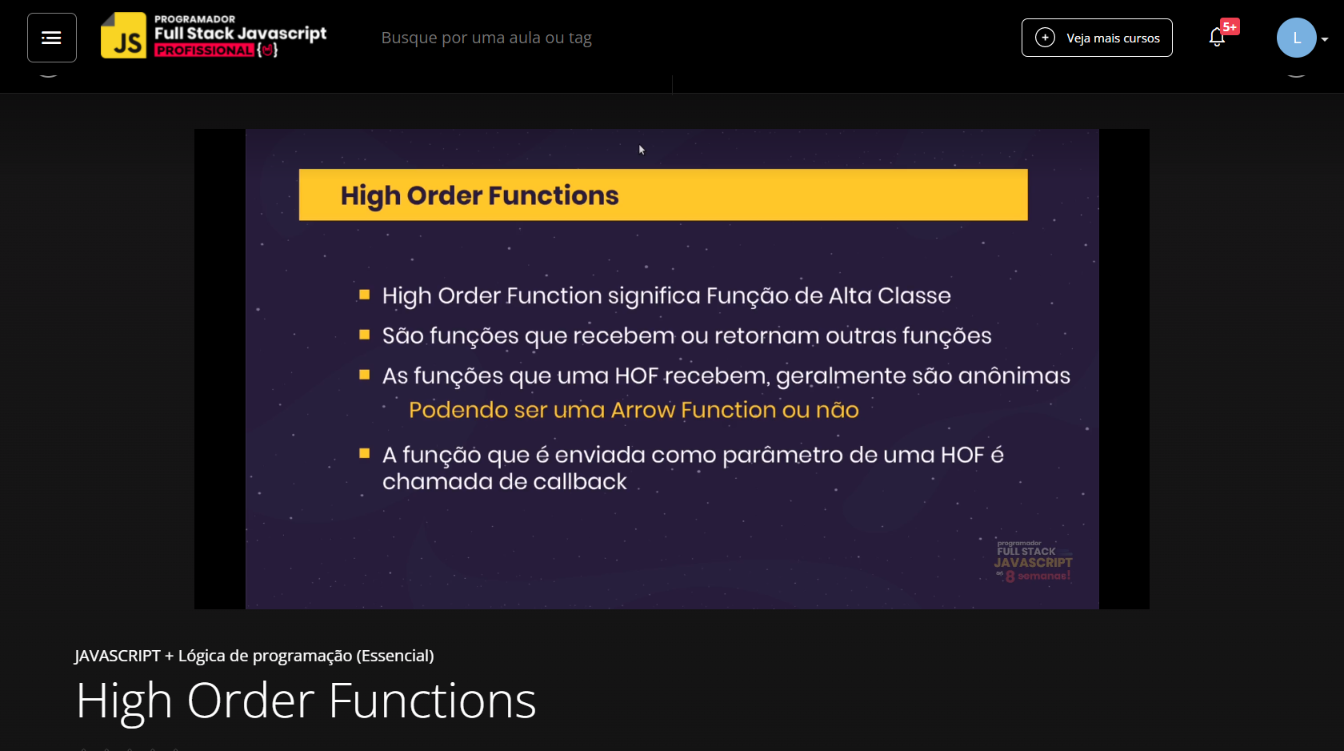 JS
PROGRAMADOR
Full Stack Javascript
PROFISSIONAL
Busque por uma aula ou tag
Veja mais cursos
5+
L
High Order Functions
High Order Function significa Função de Alta Classe
São funções que recebem ou retornam outras funções
As funções que uma HOF recebem, geralmente são anônimas
Podendo ser uma Arrow Function ou não
A função que é enviada como parâmetro de uma HOF é
chamada de callback
programador
FULL STACK
JAVASCRIPT
em 8 semanas!
JAVASCRIPT + Lógica de programação (Essencial)
High Order Functions